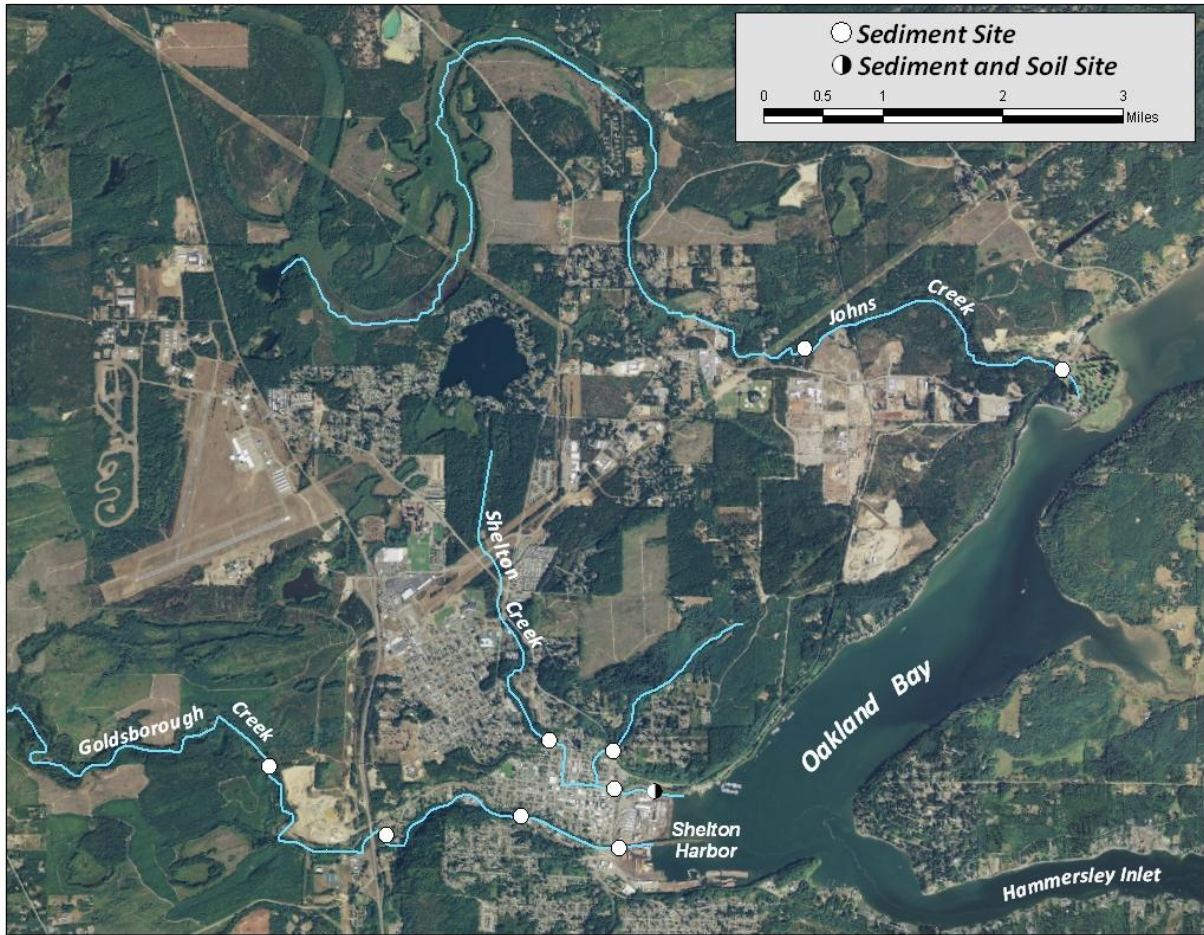 Sediment Site
Sediment and Soil Site
0 0.5 1 2 3
Miles
Johns Creek
Shelton Creek
Goldsborough Creek
Oakland Bay
Shelton
Harbor
Hammersley Inlet